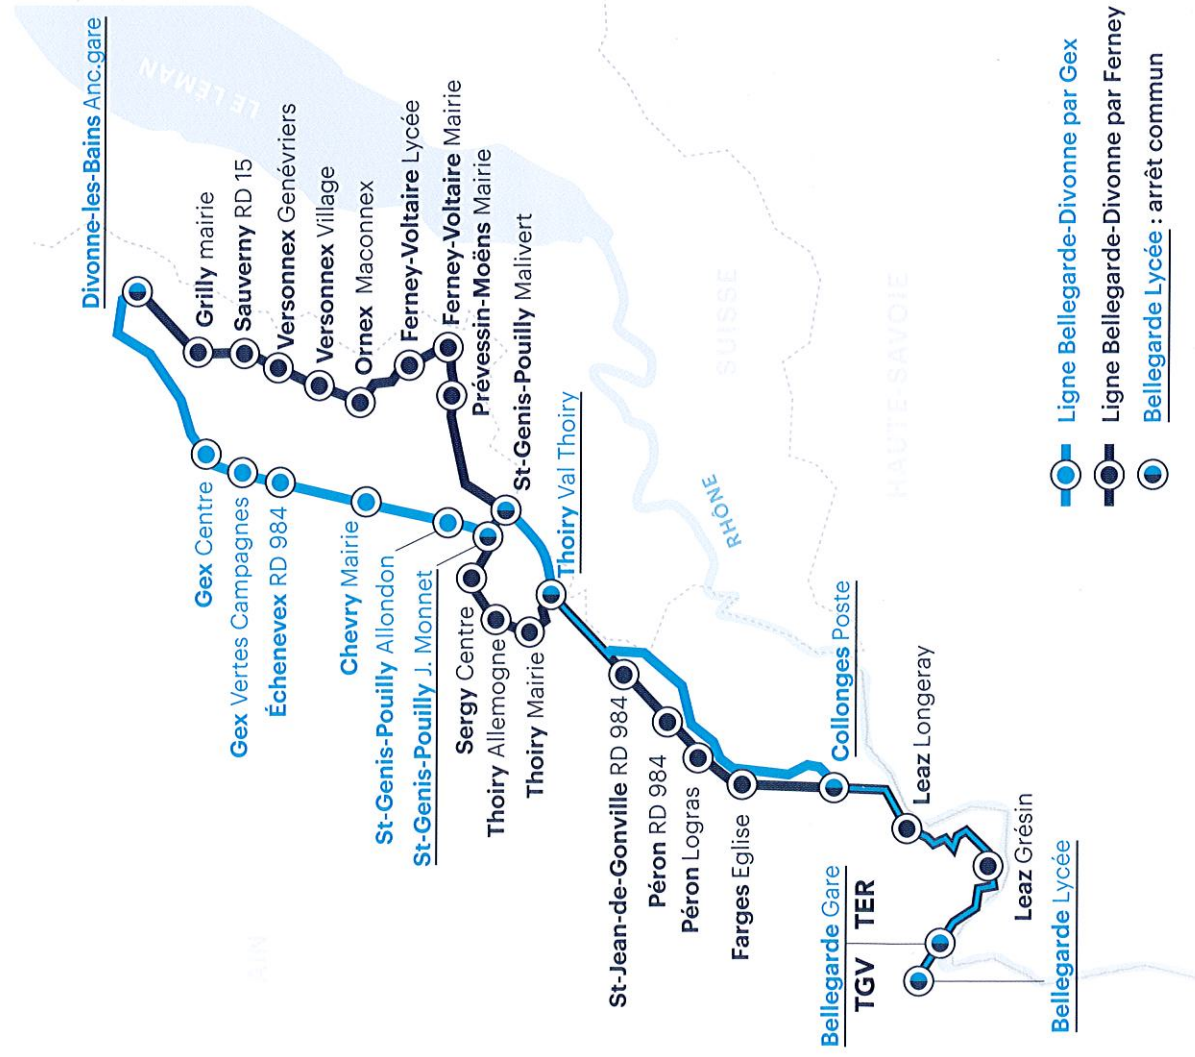 Divonne-les-Bains Anc.gare
LE LÉMAN
Grilly mairie
Sauverny RD 15
Versonnex Genévriers
Versonnex Village
Ornex Maconnex
Ferney-Voltaire Lycée
Ferney-Voltaire Mairie
Prévessin-Moëns Mairie
St-Genis-Pouilly Malivert
Gex Centre
Gex Vertes Campagnes
Échenevex RD 984
Chevry Mairie
St-Genis-Pouilly Allondon
St-Genis-Pouilly J. Monnet
Sergy Centre
Thoiry Allemogne
Thoiry Mairie
Thoiry Val Thoiry
St-Jean-de-Gonville RD 984
Péron RD 984
Péron Logras
Farges Eglise
Collonges Poste
Leaz Longeray
Leaz Grésin
Bellegarde Gare
TGV TER
Bellegarde Lycée
RHÔNE
SUISSE
HAUTE-SAVOIE
AIN
Ligne Bellegarde-Divonne par Gex
Ligne Bellegarde-Divonne par Ferney
Bellegarde Lycée : arrêt commun